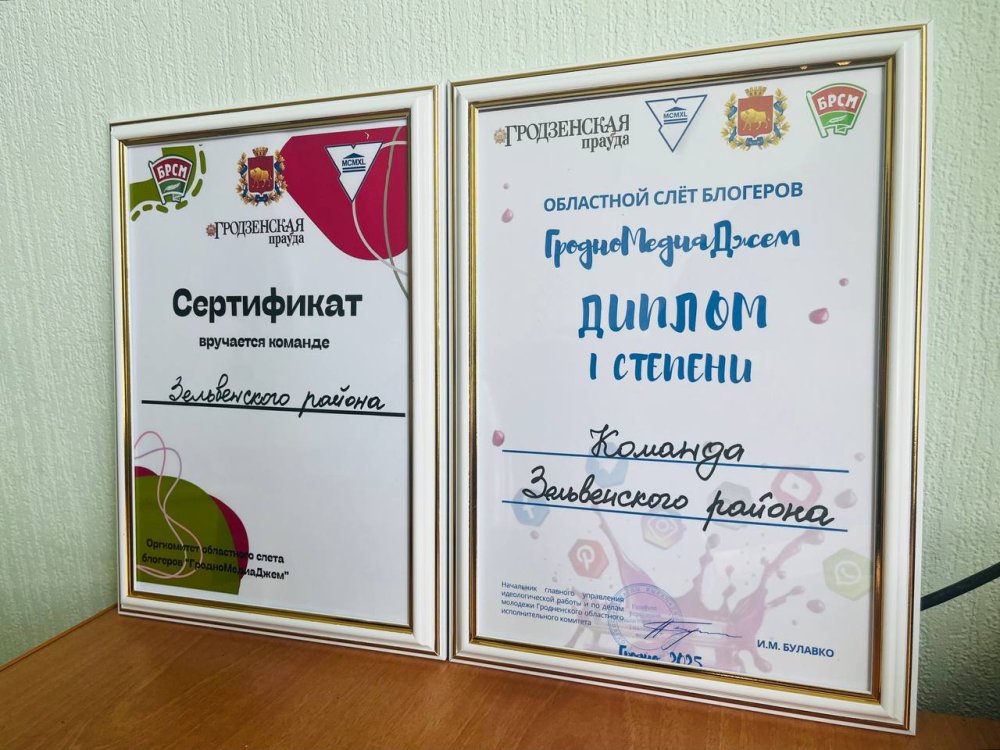 БРСМ
MCMXL
ГРОДЗЕНСКАЯ
праўда
Сертификат
вручается команде
Зельвенского района
Оргкомитет областного слета
блогеров "ГродноМедиаДжем"
ГРОДЗЕНСКАЯ
праўда
MCMXL
БРСМ
ОБЛАСТНОЙ СЛЁТ БЛОГЕРОВ
ГродноМедиаДжем
ДИПЛОМ
I СТЕПЕНИ
Команда
Зельвенского района
Начальник главного управления
идеологической работы и по делам
молодежи Гродненского областного
исполнительного комитета
И.М. БУЛАВКО
Гродно 2025